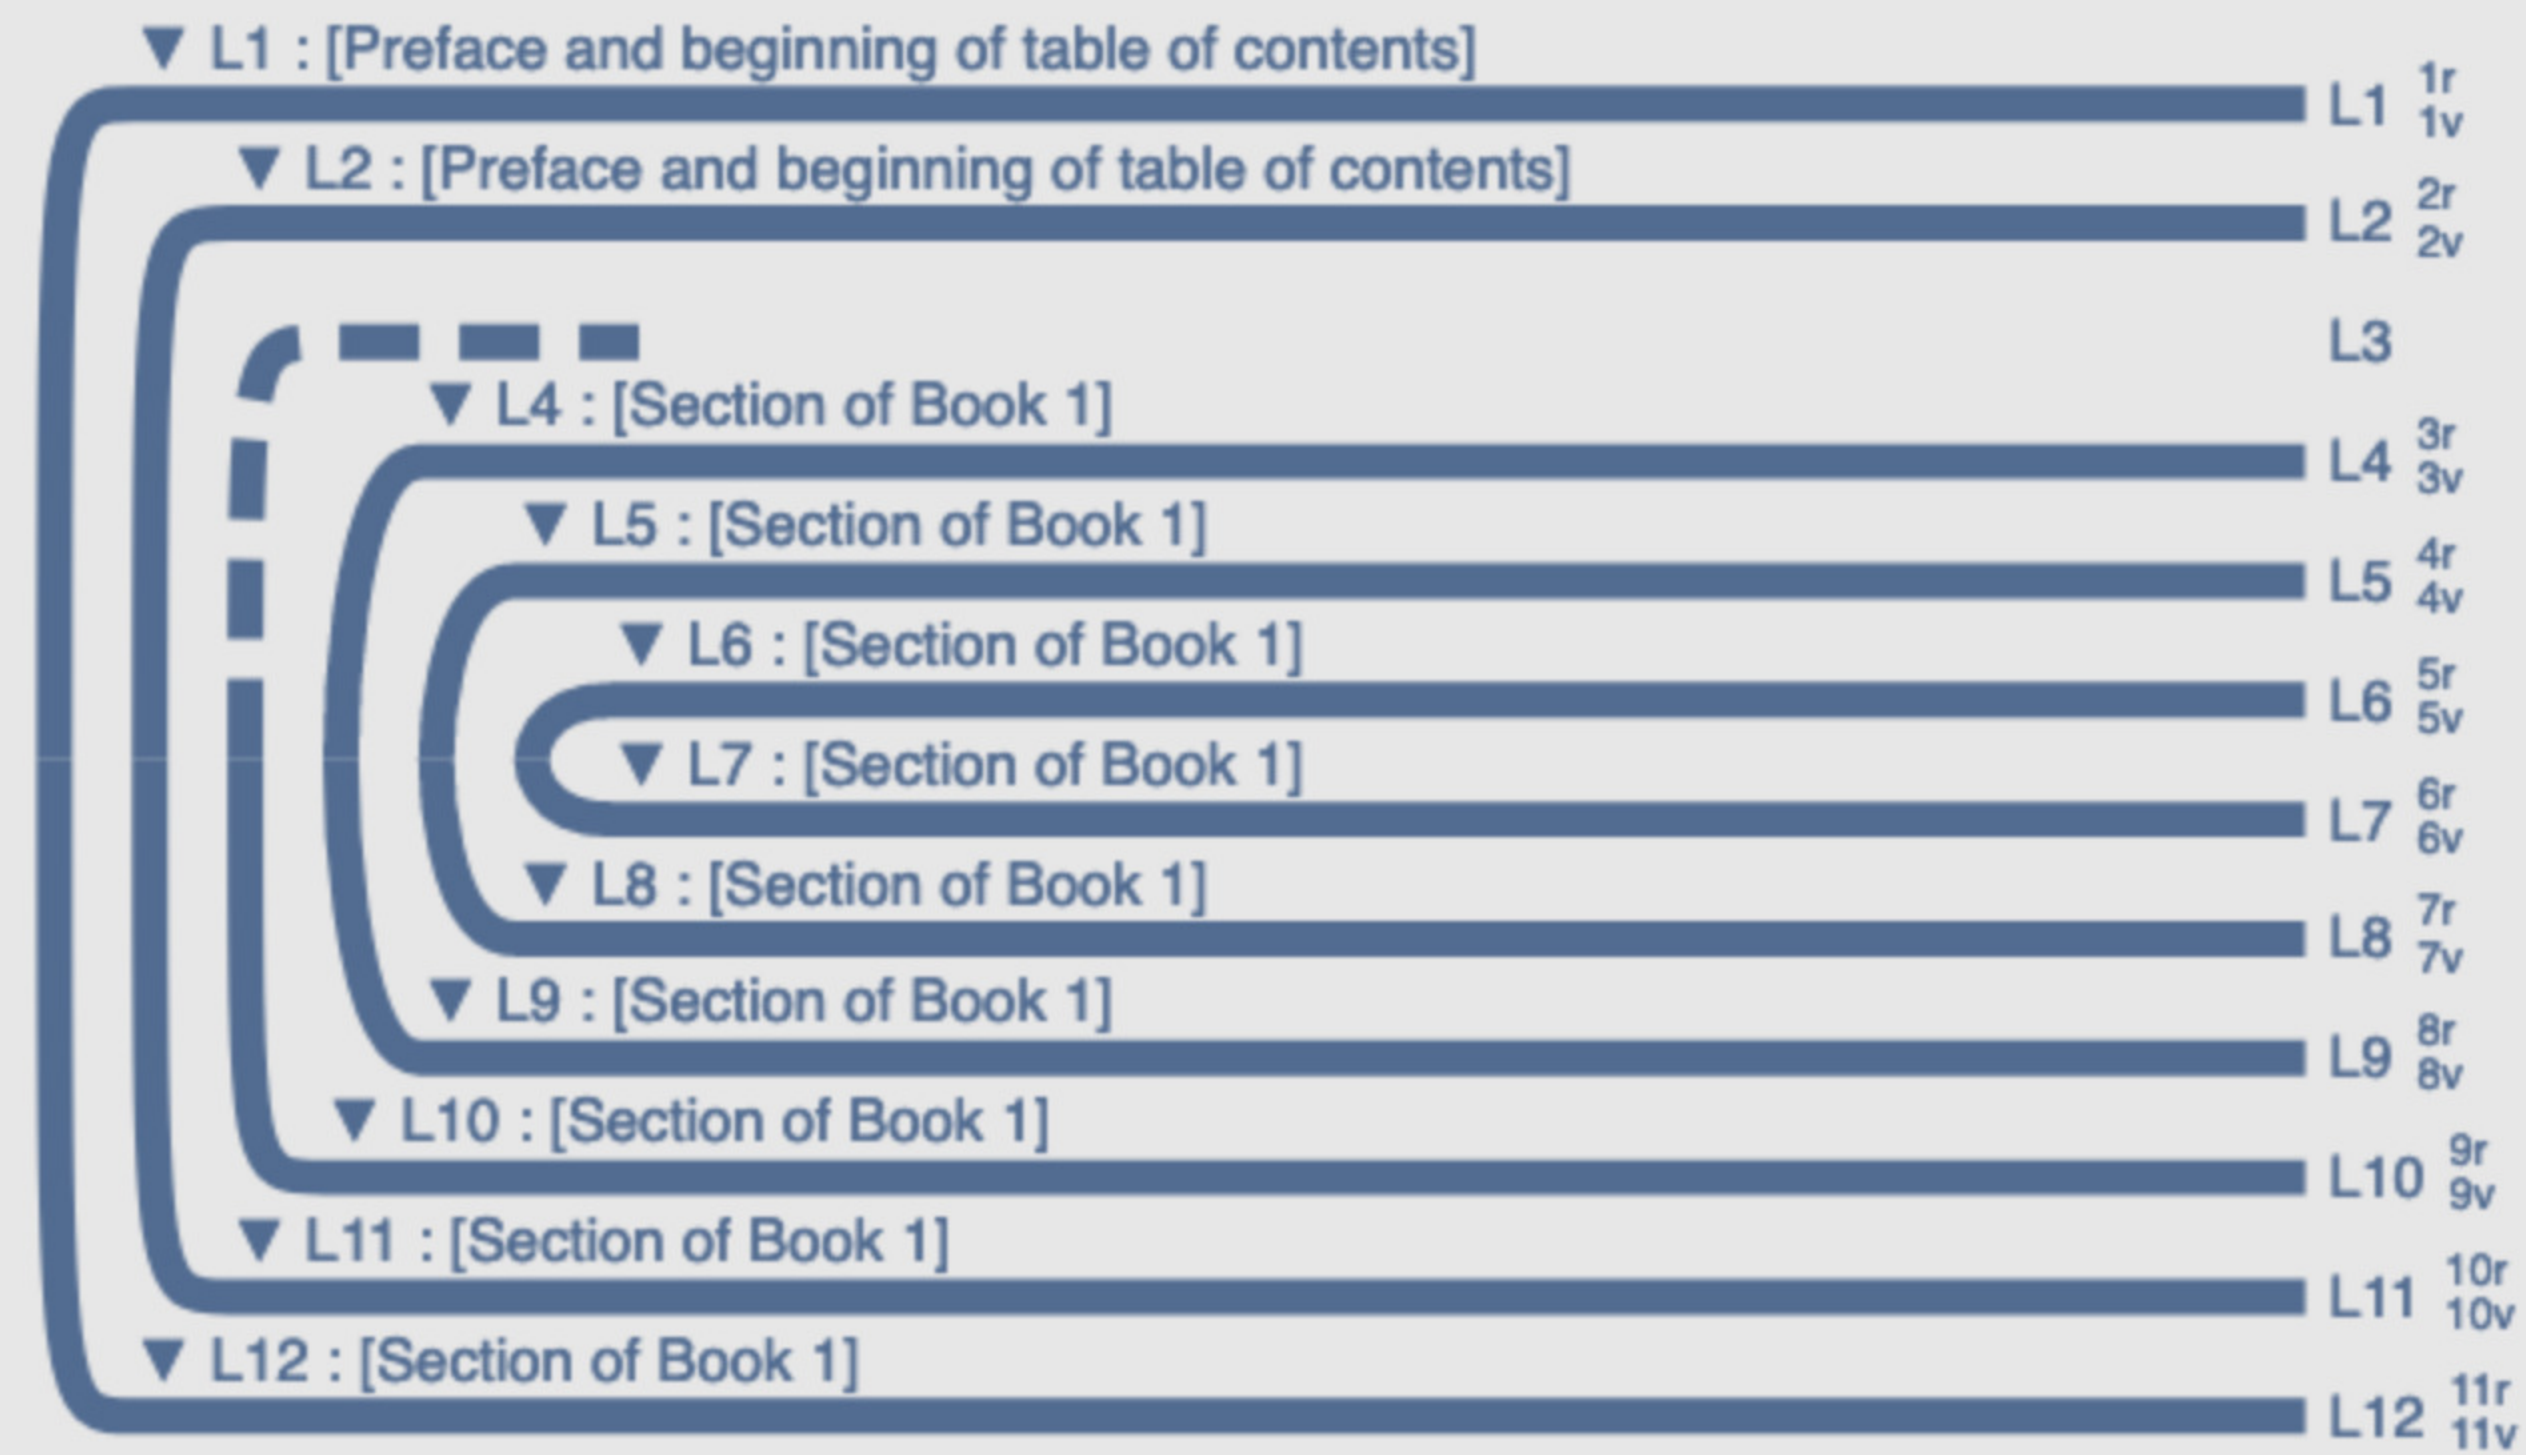 ▼ L1 : [Preface and beginning of table of contents]
L1 1r
1v
▼ L2 : [Preface and beginning of table of contents]
L2 2r
2v
L3
▼ L4 : [Section of Book 1]
L4 3r
3v
▼ L5 : [Section of Book 1]
L5 4r
4v
▼ L6 : [Section of Book 1]
L6 5r
5v
▼ L7 : [Section of Book 1]
L7 6r
6v
▼ L8 : [Section of Book 1]
L8 7r
7v
▼ L9 : [Section of Book 1]
L9 8r
8v
▼ L10 : [Section of Book 1]
L10 9r
9v
▼ L11 : [Section of Book 1]
L11 10r
10v
▼ L12 : [Section of Book 1]
L12 11r
11v